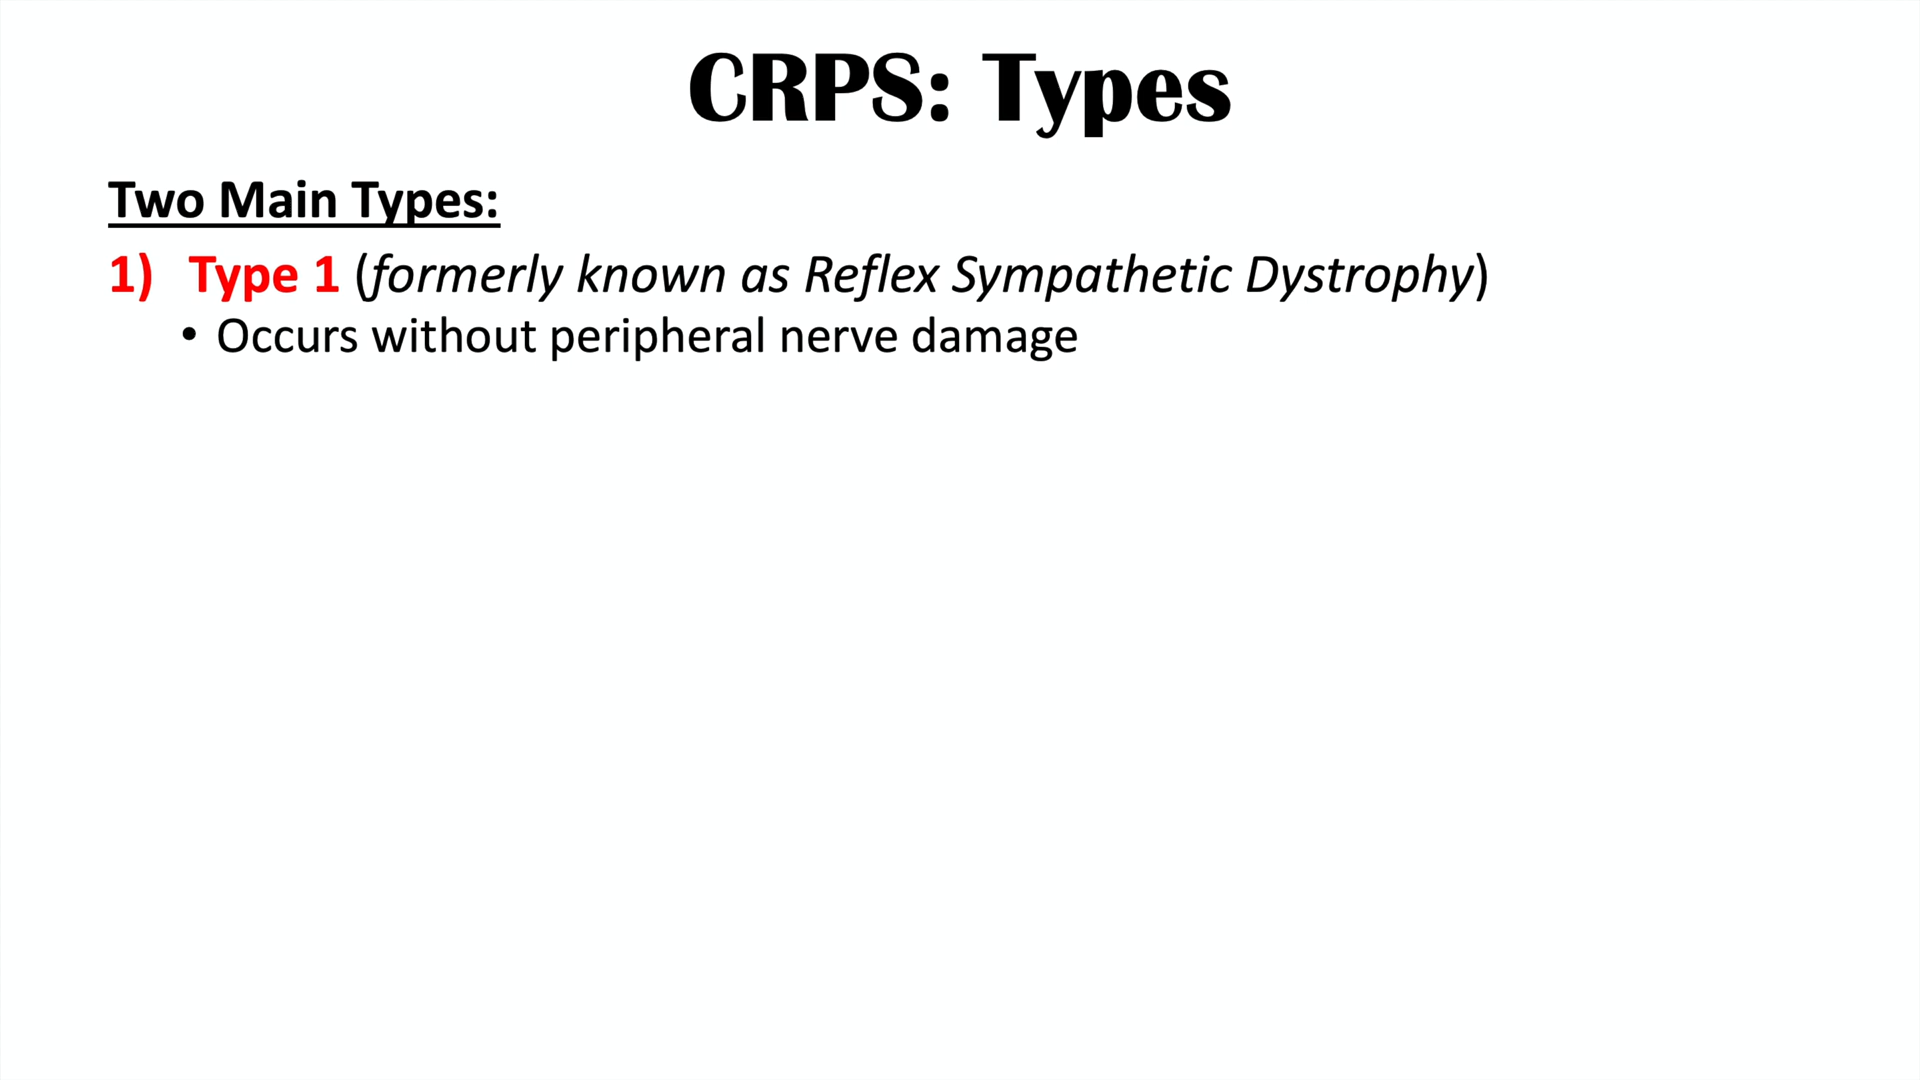 CRPS: Types
Two Main Types:
1) Type 1 (formerly known as Reflex Sympathetic Dystrophy)
• Occurs without peripheral nerve damage